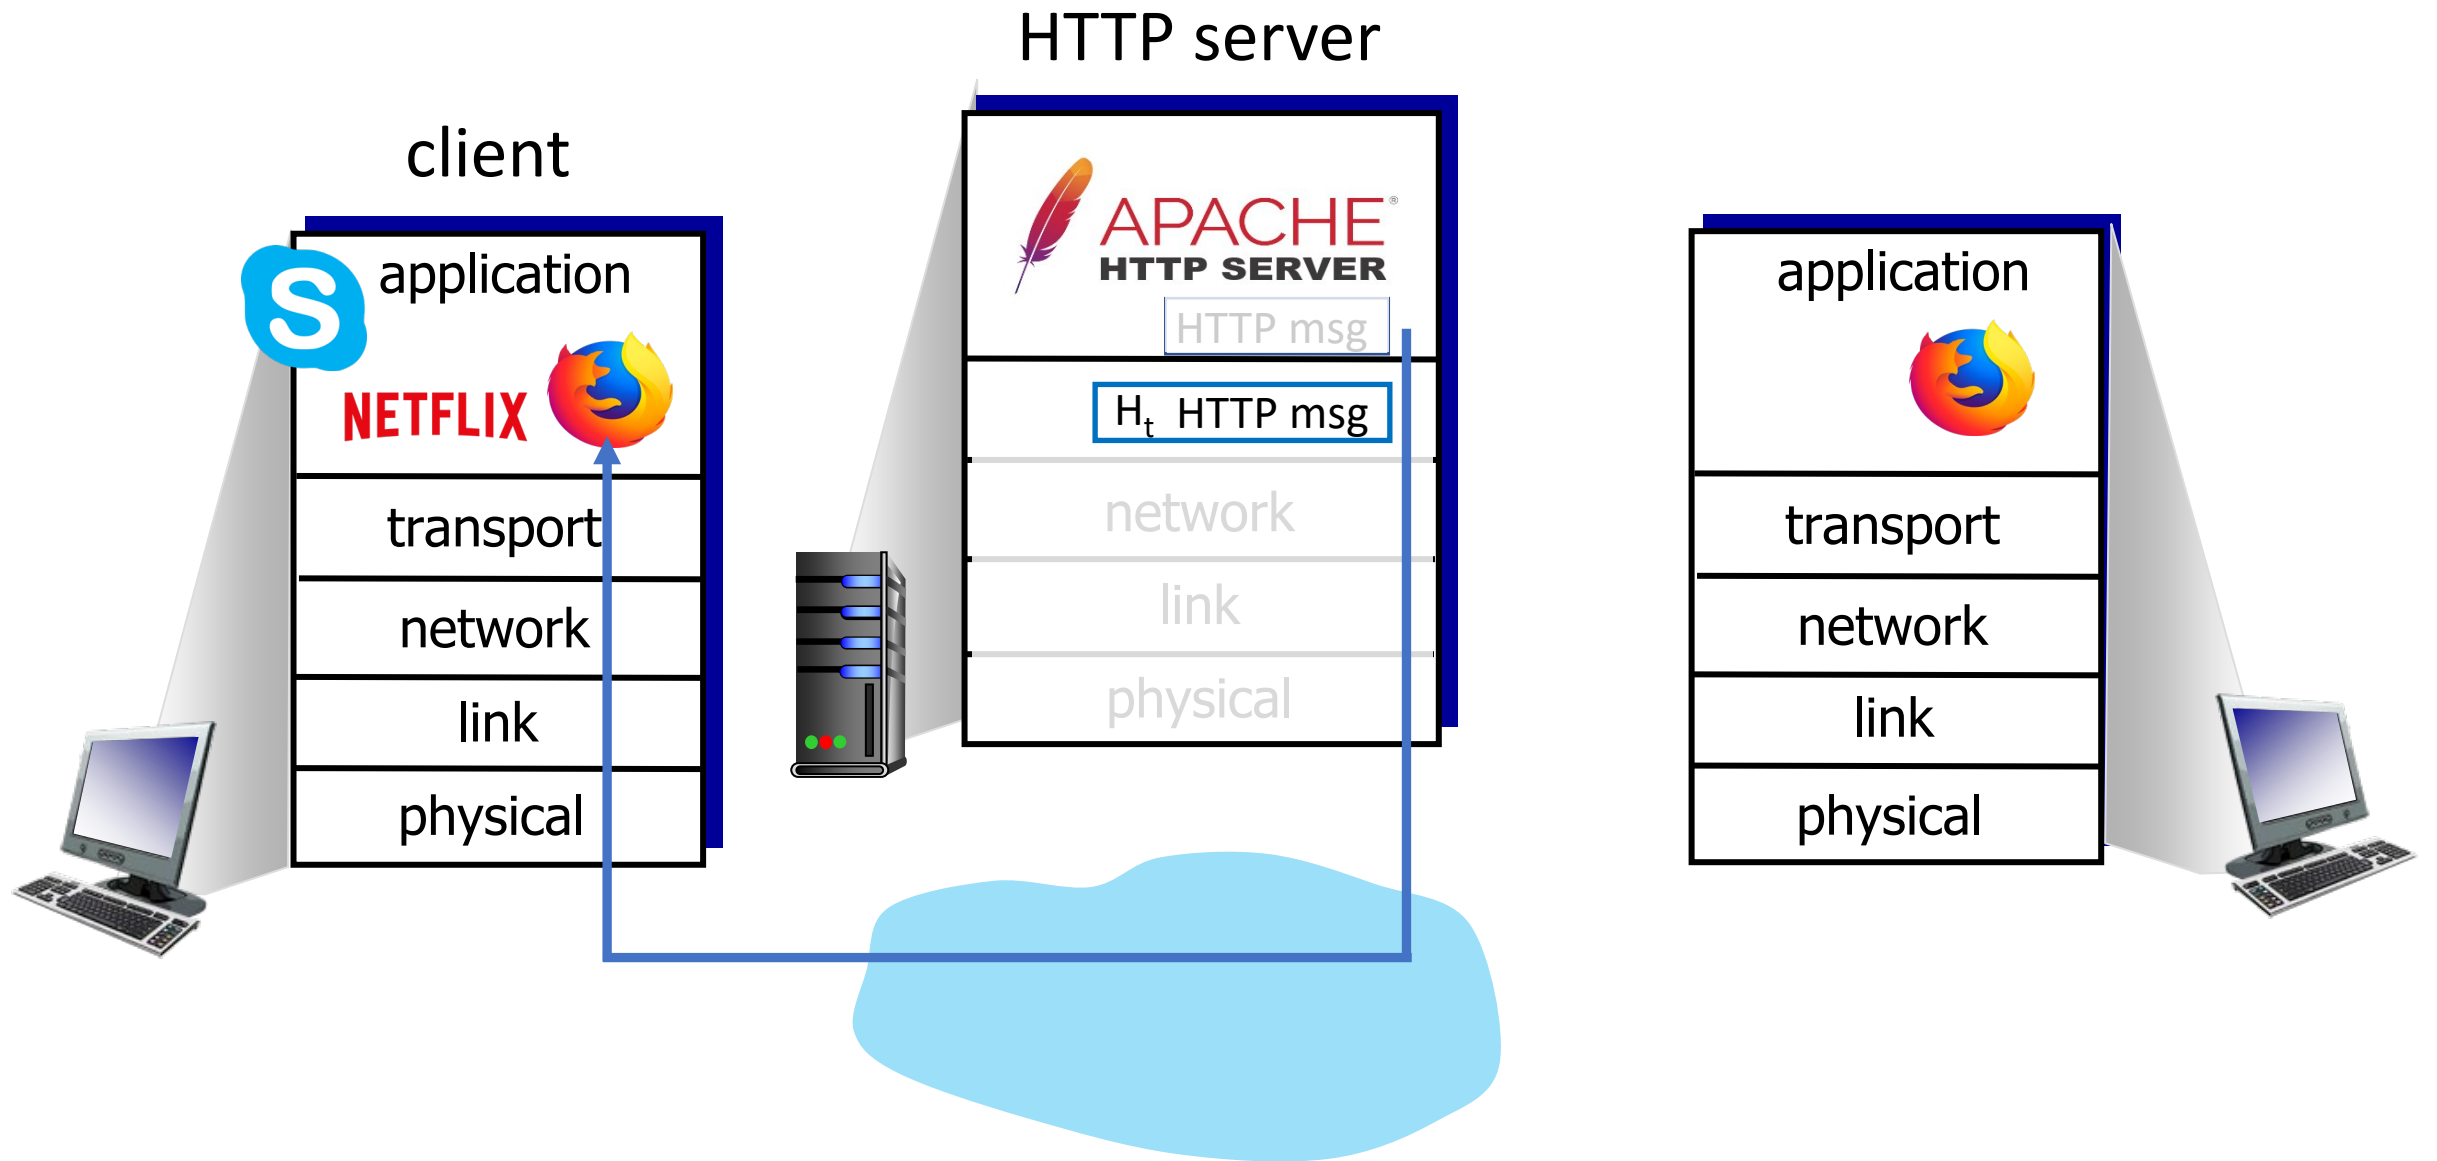 HTTP server
client
application
S
NETFLIX
transport
network
link
physical
APACHE®
HTTP SERVER
HTTP msg
Ht HTTP msg
network
link
physical
application
transport
network
link
physical